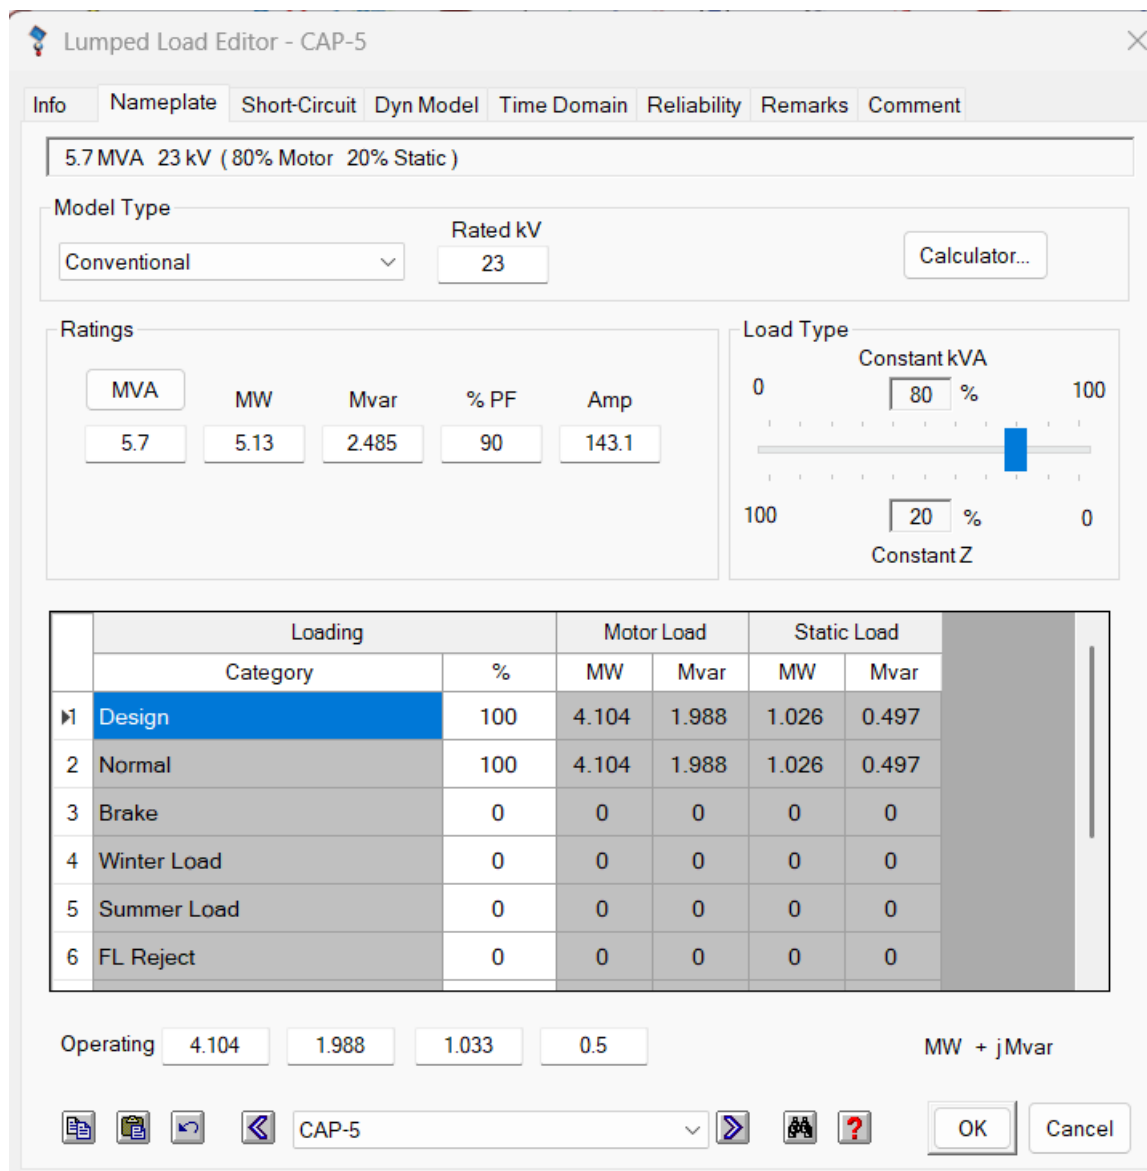 Lumped Load Editor - CAP-5
Info Nameplate Short-Circuit Dyn Model Time Domain Reliability Remarks Comment
5.7 MVA 23 kV ( 80% Motor 20% Static )
Model Type
Rated kV
Conventional 23 Calculator...
Ratings
MVA MW Mvar % PF Amp
5.7 5.13 2.485 90 143.1
Load Type
Constant kVA
0 80 % 100
100 20 % 0
Constant Z
Loading Motor Load Static Load
Category % MW Mvar MW Mvar
1 Design 100 4.104 1.988 1.026 0.497
2 Normal 100 4.104 1.988 1.026 0.497
3 Brake 0 0 0 0 0
4 Winter Load 0 0 0 0 0
5 Summer Load 0 0 0 0 0
6 FL Reject 0 0 0 0 0
Operating 4.104 1.988 1.033 0.5 MW + j Mvar
CAP-5 ? OK Cancel